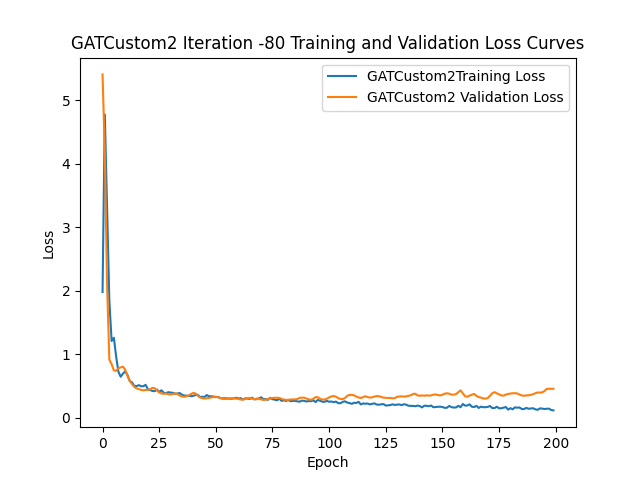 GATCustom2 Iteration -80 Training and Validation Loss Curves
GATCustom2Training Loss
GATCustom2 Validation Loss
Loss
5
4
3
2
1
0
0 25 50 75 100 125 150 175 200
Epoch